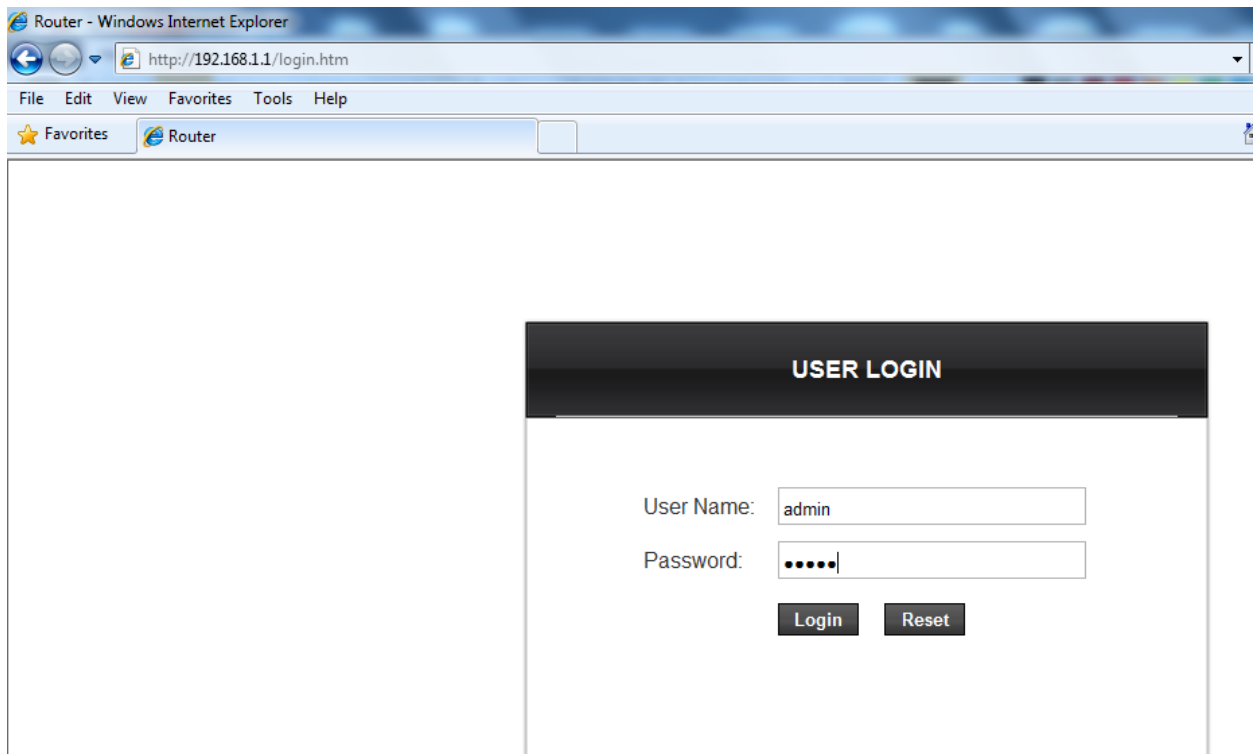 Router - Windows Internet Explorer
http://192.168.1.1/login.htm
File Edit View Favorites Tools Help
Favorites Router
USER LOGIN
User Name: admin
Password: •••••
Login Reset